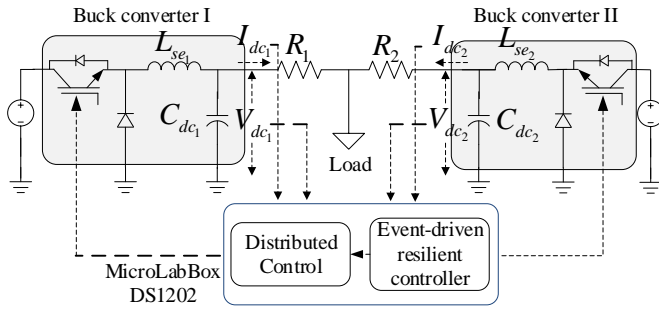 Buck converter I
Buck converter II
L_{se_1}
I_{dc_1}
R_1
R_2
I_{dc_2}
L_{se_2}
C_{dc_1}
V_{dc_1}
V_{dc_2}
C_{dc_2}
Load
Distributed
Control
Event-driven
resilient
controller
MicroLabBox
DS1202